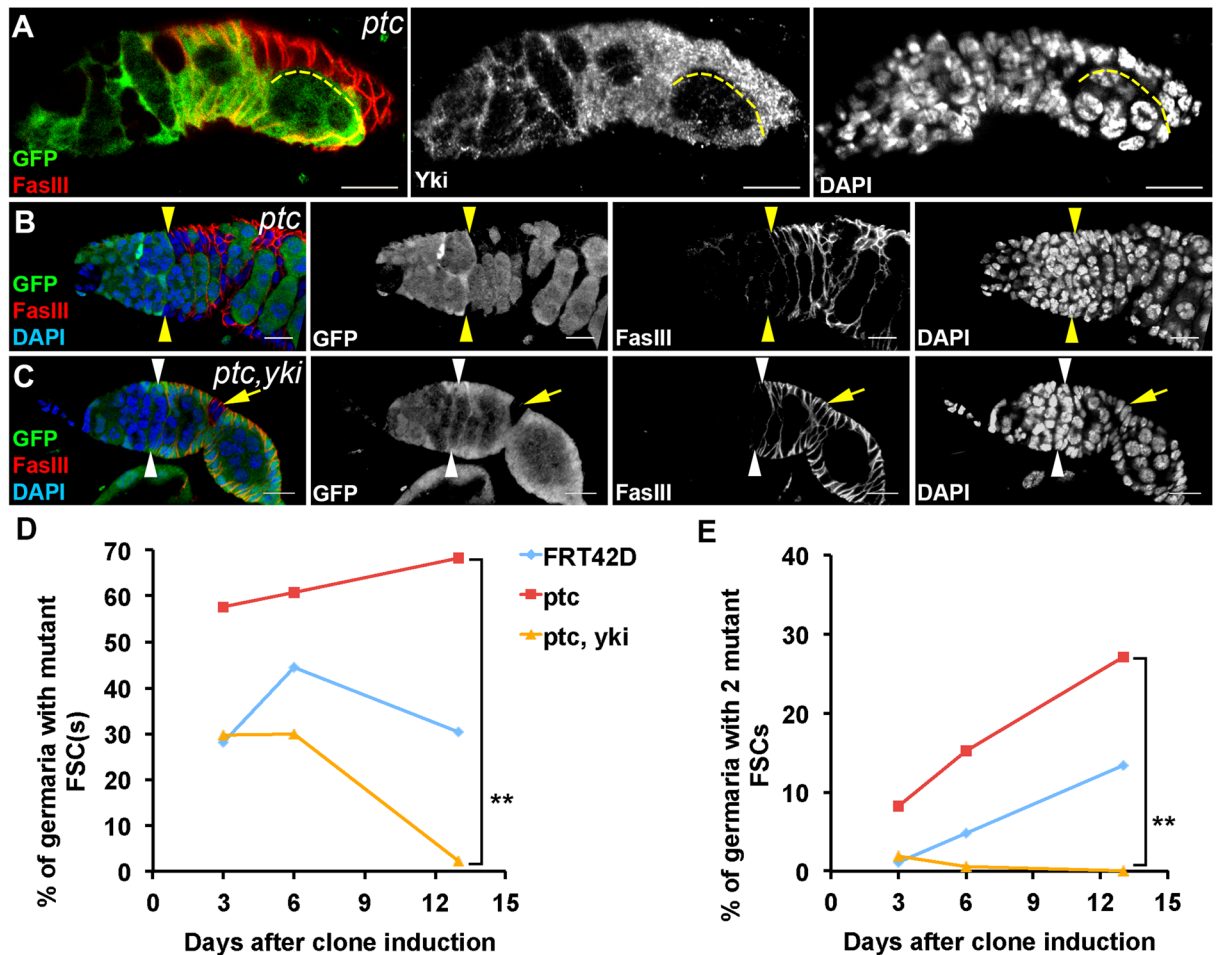 A
ptc
GFP
FasIII
Yki
DAPI
B
ptc
GFP
FasIII
DAPI
GFP
FasIII
DAPI
C
ptc,yki
GFP
FasIII
DAPI
GFP
FasIII
DAPI
D
% of germaria with mutant
FSC(s)
70
60
50
40
30
20
10
0
0
3
6
9
12
15
Days after clone induction
**
FRT42D
ptc
ptc, yki
E
% of germaria with 2 mutant
FSCs
40
30
20
10
0
0
3
6
9
12
15
Days after clone induction
**